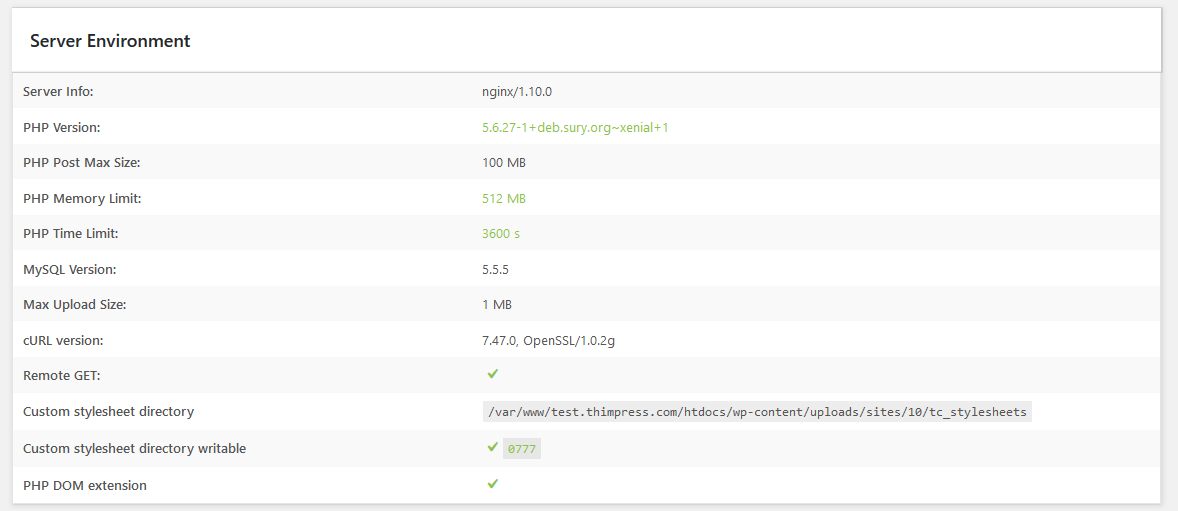 Server Environment
Server Info: nginx/1.10.0
PHP Version: 5.6.27-1+deb.sury.org~xenial+1
PHP Post Max Size: 100 MB
PHP Memory Limit: 512 MB
PHP Time Limit: 3600 s
MySQL Version: 5.5.5
Max Upload Size: 1 MB
cURL version: 7.47.0, OpenSSL/1.0.2g
Remote GET: ✔
Custom stylesheet directory /var/www/test.thimpress.com/htdocs/wp-content/uploads/sites/10/tc_stylesheets
Custom stylesheet directory writable ✔ 0777
PHP DOM extension ✔